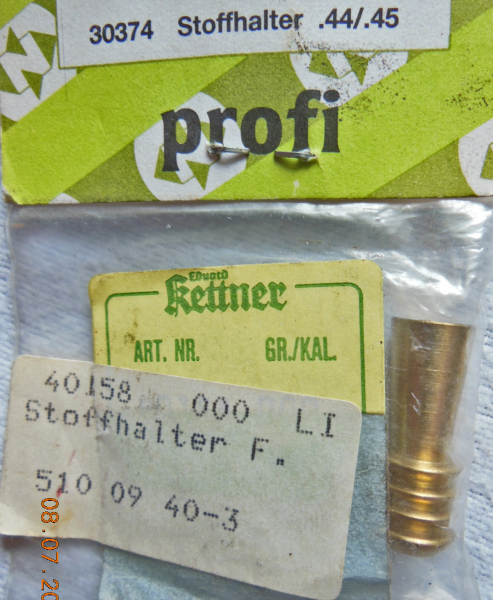 30374 Stoffhalter .44/.45
profi
Eduard
Kettner
ART. NR. GR./KAL.
40158 000 LI
Stoffhalter F.
510 09 40-3
08.07.20